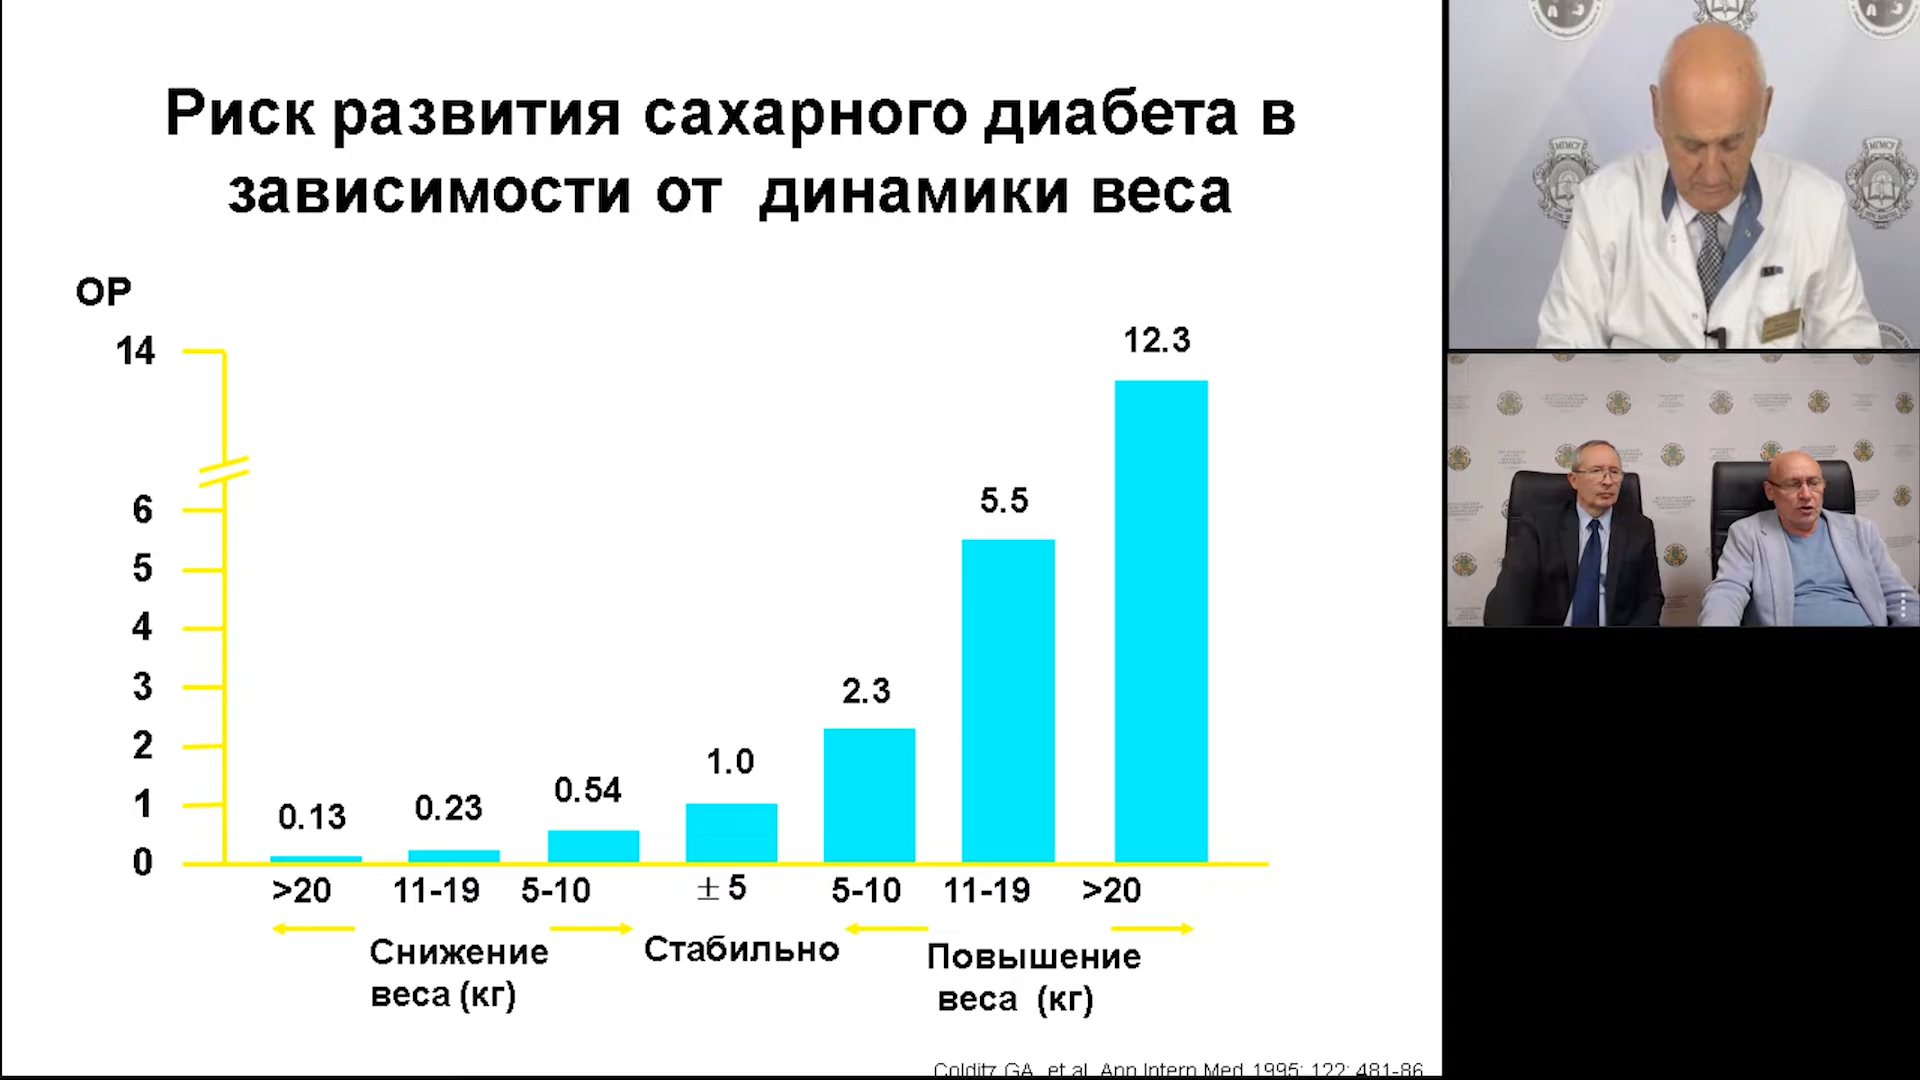 Риск развития сахарного диабета в
зависимости от динамики веса
ОР
14
6
5
4
3
2
1
0
0.13
0.23
0.54
1.0
2.3
5.5
12.3
>20
11-19
5-10
± 5
5-10
11-19
>20
Снижение
веса (кг)
Стабильно
Повышение
веса (кг)
Colditz GA, et al. Ann Intern Med. 1995; 122: 481-86
МГМСУ
МГМСУ